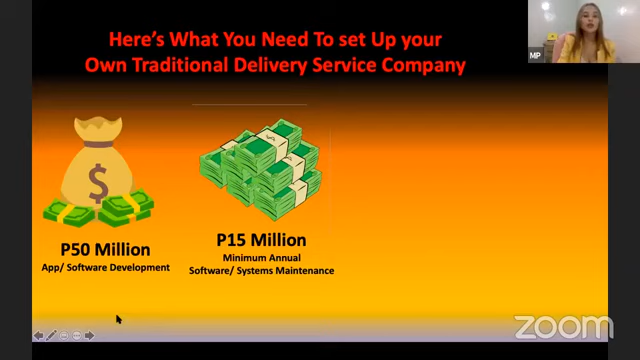 Here's What You Need To set Up your
Own Traditional Delivery Service Company
MP
$
P50 Million
App/ Software Development
P15 Million
Minimum Annual
Software/ Systems Maintenance
zoom